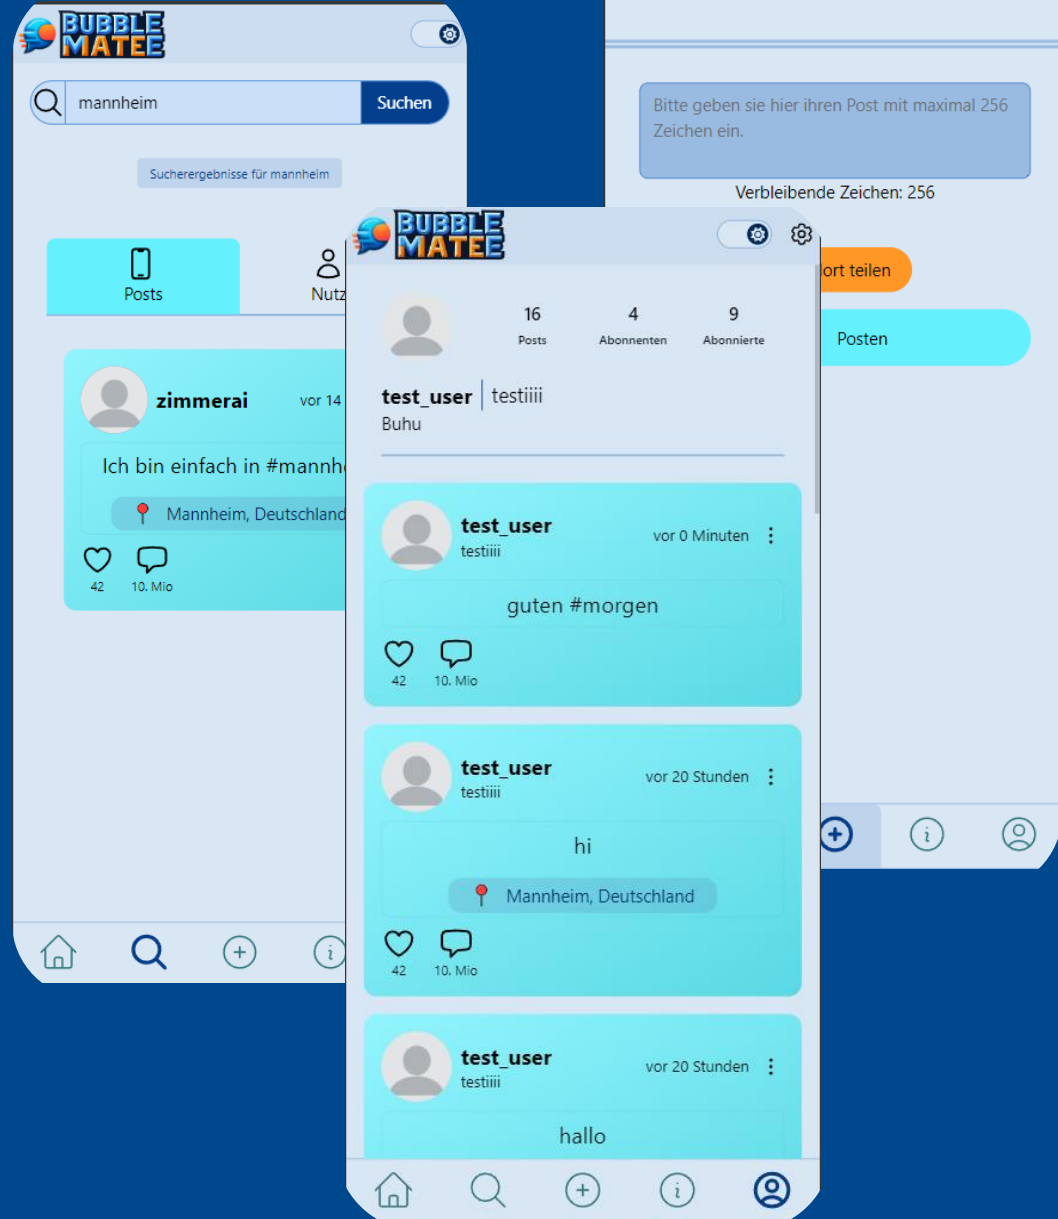 BUBBLE
MATEE
mannheim
Suchen
Sucherergebnisse für mannheim
Posts
Nutz
zimmerai
vor 14
Ich bin einfach in #mannh
📍 Mannheim, Deutschland
42
10. Mio
Bitte geben sie hier ihren Post mit maximal 256
Zeichen ein.
Verbleibende Zeichen: 256
ort teilen
Posten
BUBBLE
MATEE
16
4
9
Posts
Abonnenten
Abonnierte
test_user
testiiii
Buhu
test_user
vor 0 Minuten
testiiii
guten #morgen
42
10. Mio
test_user
vor 20 Stunden
testiiii
hi
📍 Mannheim, Deutschland
42
10. Mio
test_user
vor 20 Stunden
testiiii
hallo